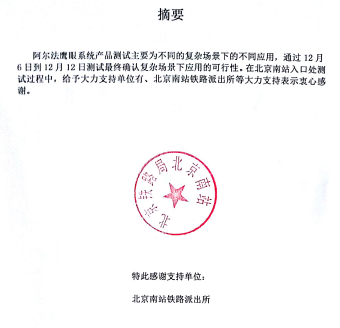 摘要
阿尔法鹰眼系统产品测试主要为不同的复杂场景下的不同应用，通过 12 月
6 日到 12 月 12 日测试最终确认复杂场景下应用的可行性。在北京南站入口处测
试过程中，给予大力支持单位有、北京南站铁路派出所等大力支持表示衷心感
谢。
北京铁路局北京南站
特此感谢支持单位：
北京南站铁路派出所